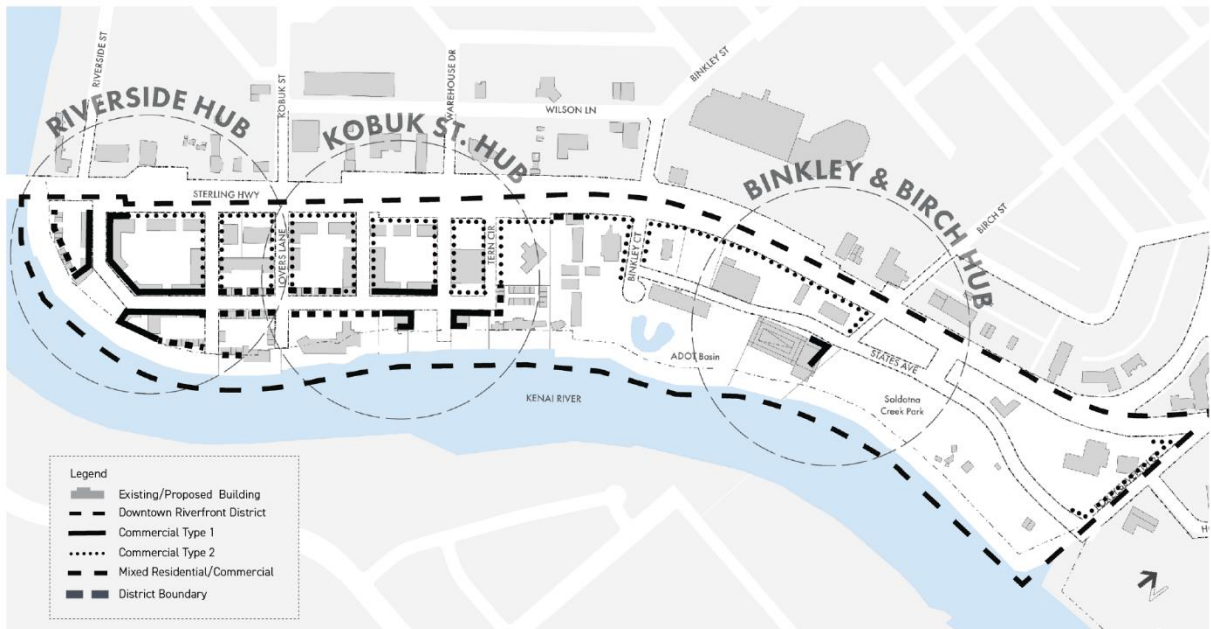 RIVERSIDE ST
KOBUK ST
WAREHOUSE DR
BINKLEY ST
WILSON LN
RIVERSIDE HUB
KOBUK ST. HUB
BINKLEY & BIRCH HUB
BIRCH ST
STERLING HWY
LOVERS LANE
TERN CIR
BINKLEY CT
ADOT Basin
STATES AVE
KENAI RIVER
Soldotna
Creek Park
Legend
Existing/Proposed Building
Downtown Riverfront District
Commercial Type 1
Commercial Type 2
Mixed Residential/Commercial
District Boundary